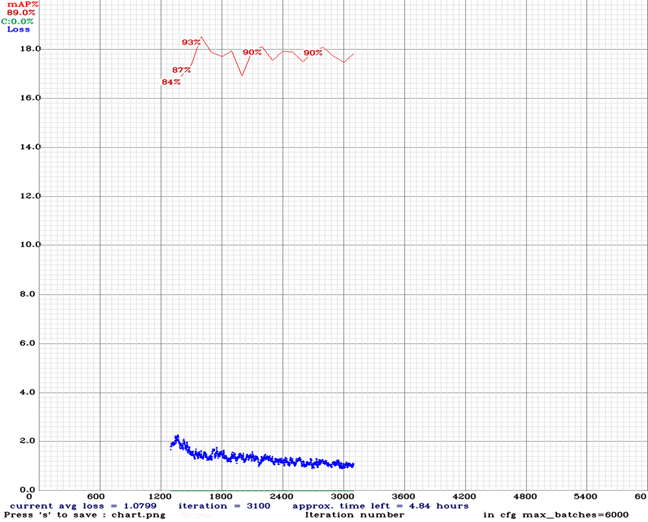 mAP%
89.0%
C:0.0%
Loss
18.0
93%
90%
90%
87%
84%
16.0
14.0
12.0
10.0
8.0
6.0
4.0
2.0
0.0
0 600 1200 1800 2400 3000 3600 4200 4800 5400 60
current avg loss = 1.0799 iteration = 3100 approx. time left = 4.84 hours
Press 's' to save : chart.png Iteration number in cfg max_batches=6000